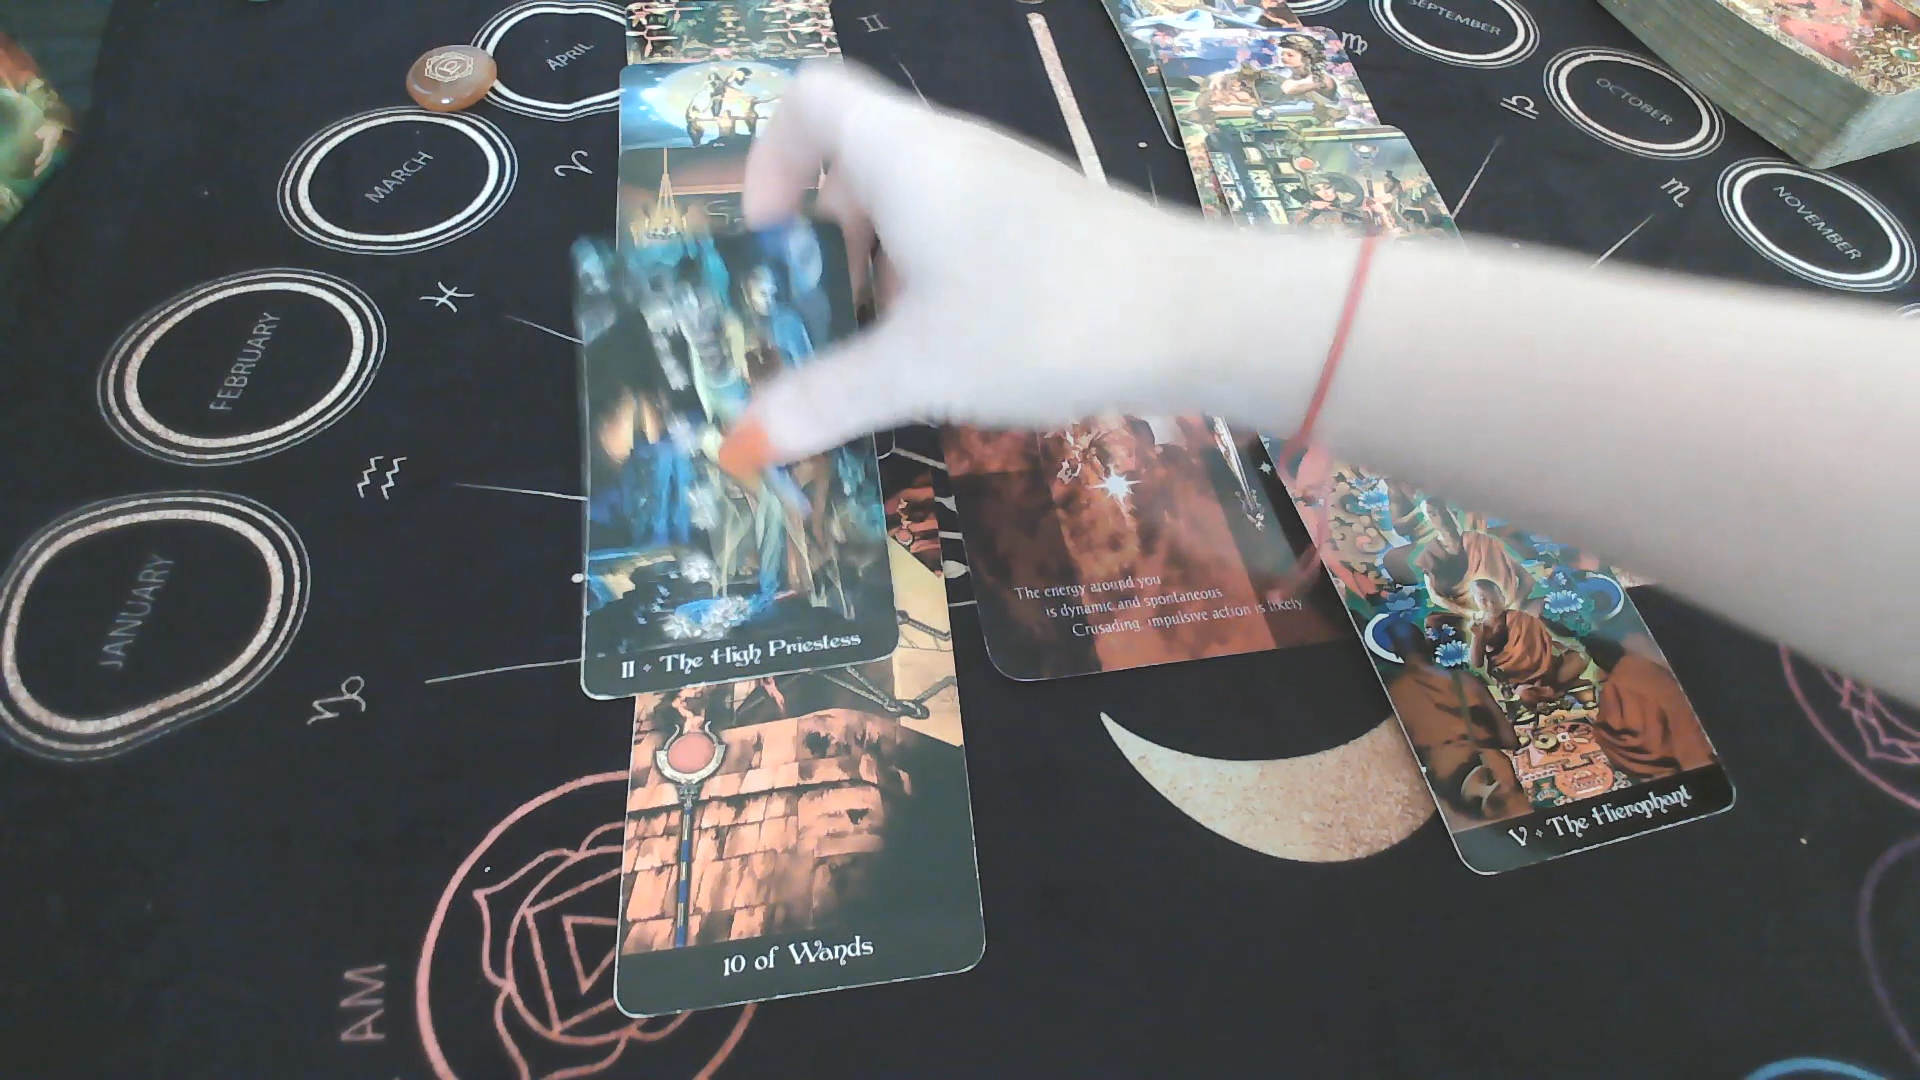 SEPTEMBER
APRIL
OCTOBER
MARCH
NOVEMBER
FEBRUARY
JANUARY
The energy around you
is dynamic and spontaneous
Crusading, impulsive action is likely
II • The High Priestess
V • The Hierophant
10 of Wands
I AM